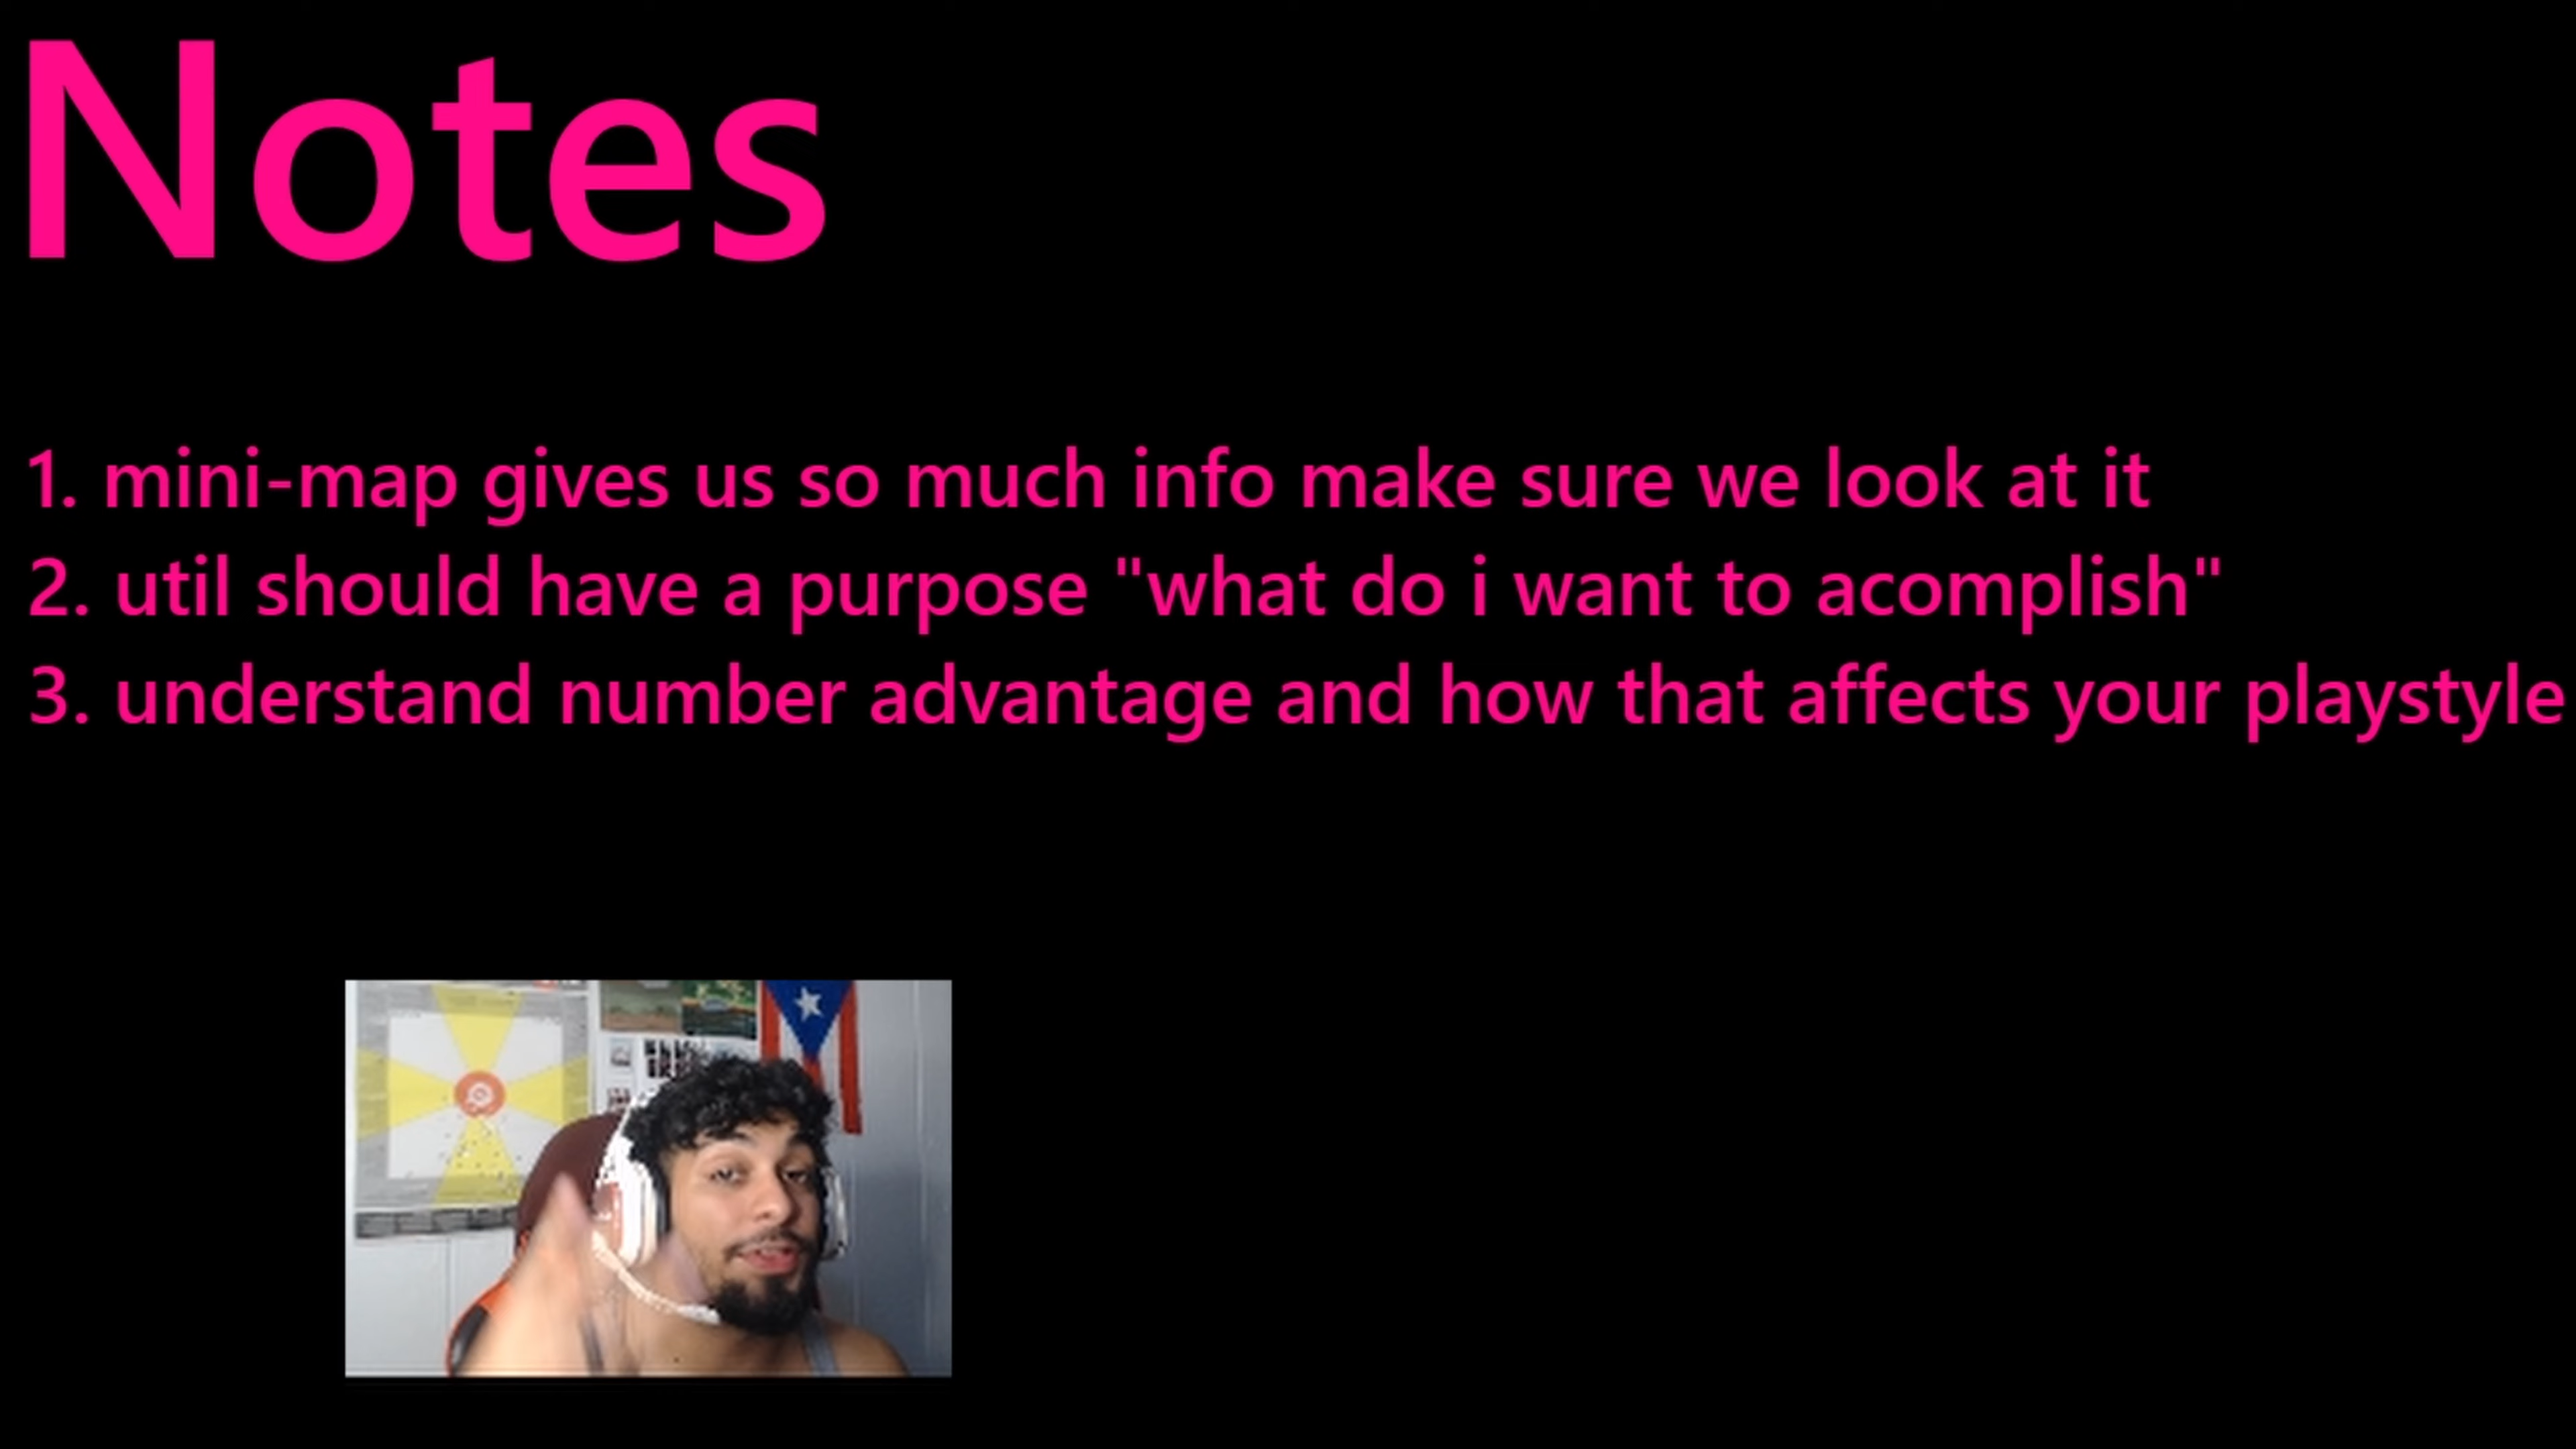 Notes
1. mini-map gives us so much info make sure we look at it
2. util should have a purpose "what do i want to acomplish"
3. understand number advantage and how that affects your playstyle